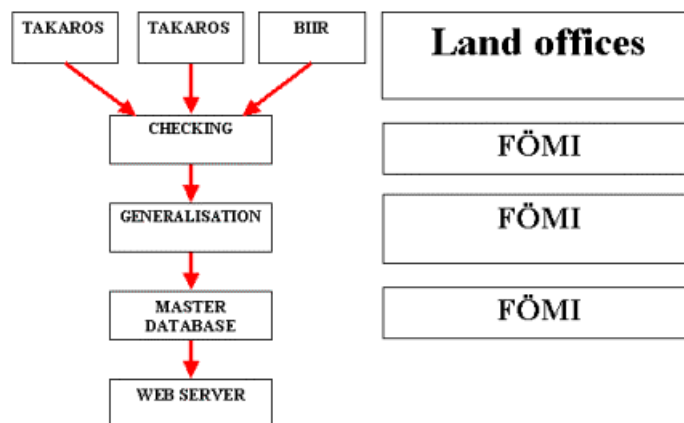 TAKAROS
TAKAROS
BIIR
Land offices
CHECKING
FÖMI
GENERALISATION
FÖMI
MASTER
DATABASE
FÖMI
WEB SERVER